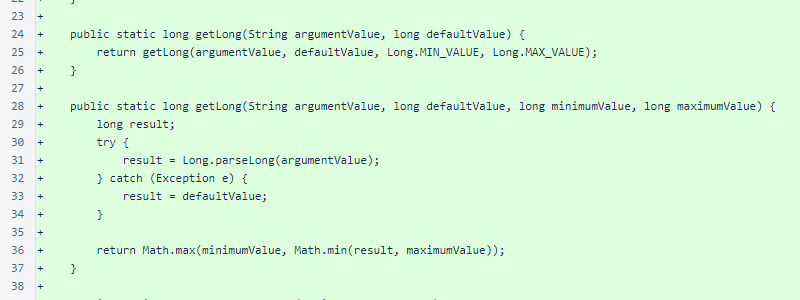 23 +
24 + public static long getLong(String argumentValue, long defaultValue) {
25 + return getLong(argumentValue, defaultValue, Long.MIN_VALUE, Long.MAX_VALUE);
26 + }
27 +
28 + public static long getLong(String argumentValue, long defaultValue, long minimumValue, long maximumValue) {
29 + long result;
30 + try {
31 + result = Long.parseLong(argumentValue);
32 + } catch (Exception e) {
33 + result = defaultValue;
34 + }
35 +
36 + return Math.max(minimumValue, Math.min(result, maximumValue));
37 + }
38 +